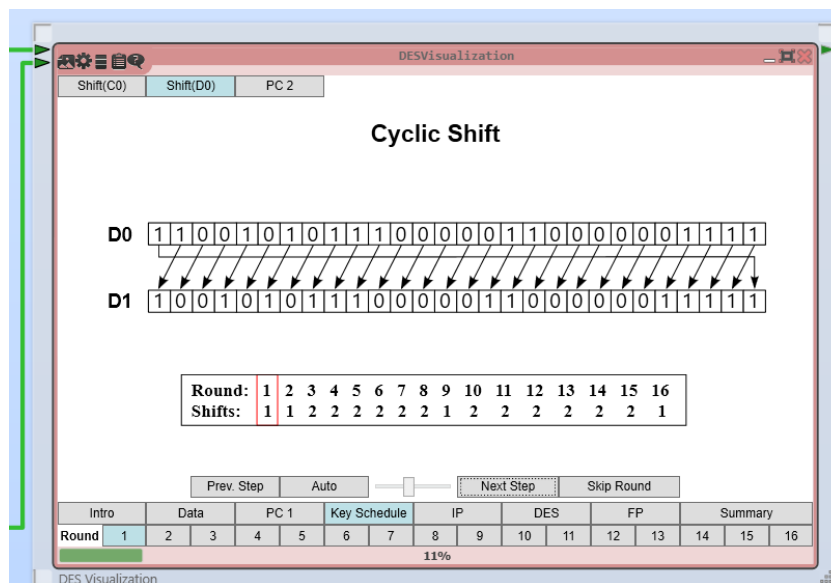 DESVisualization
Shift(C0) Shift(D0) PC 2
Cyclic Shift
D0 1 1 0 0 1 0 1 0 1 1 1 0 0 0 0 0 1 1 0 0 0 0 0 0 1 1 1 1
D1 1 0 0 1 0 1 0 1 1 1 0 0 0 0 0 1 1 0 0 0 0 0 0 1 1 1 1 1
Round: 1 2 3 4 5 6 7 8 9 10 11 12 13 14 15 16
Shifts: 1 1 2 2 2 2 2 2 1 2 2 2 2 2 2 1
Prev. Step Auto Next Step Skip Round
Intro Data PC 1 Key Schedule IP DES FP Summary
Round 1 2 3 4 5 6 7 8 9 10 11 12 13 14 15 16
11%
DES Visualization